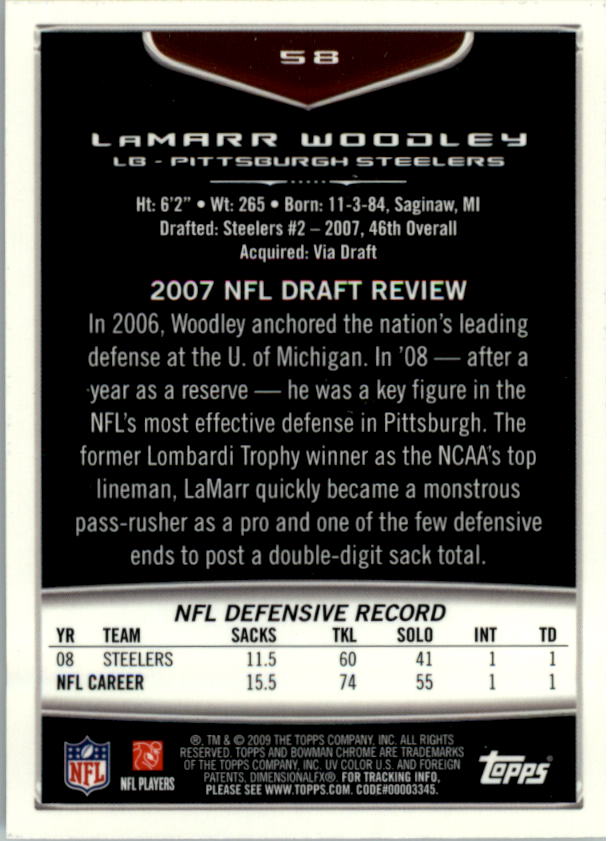 58
LaMARR WOODLEY
LB - PITTSBURGH STEELERS
Ht: 6'2" • Wt: 265 • Born: 11-3-84, Saginaw, MI
Drafted: Steelers #2 – 2007, 46th Overall
Acquired: Via Draft
2007 NFL DRAFT REVIEW
In 2006, Woodley anchored the nation's leading
defense at the U. of Michigan. In '08 — after a
year as a reserve — he was a key figure in the
NFL's most effective defense in Pittsburgh. The
former Lombardi Trophy winner as the NCAA's top
lineman, LaMarr quickly became a monstrous
pass-rusher as a pro and one of the few defensive
ends to post a double-digit sack total.
NFL DEFENSIVE RECORD
YR TEAM SACKS TKL SOLO INT TD
08 STEELERS 11.5 60 41 1 1
NFL CAREER 15.5 74 55 1 1
®, TM & © 2009 THE TOPPS COMPANY, INC. ALL RIGHTS
RESERVED. TOPPS AND BOWMAN CHROME ARE TRADEMARKS
OF THE TOPPS COMPANY, INC. UV COLOR U.S. AND FOREIGN
PATENTS, DIMENSIONALFX®. FOR TRACKING INFO,
PLEASE SEE WWW.TOPPS.COM. CODE#00003345.
NFL
NFL PLAYERS
topps®